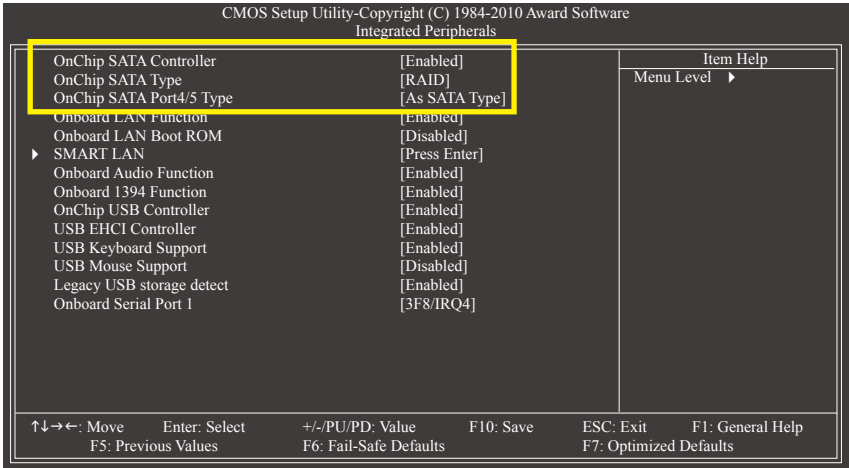 CMOS Setup Utility-Copyright (C) 1984-2010 Award Software
Integrated Peripherals
OnChip SATA Controller [Enabled]
OnChip SATA Type [RAID]
OnChip SATA Port4/5 Type [As SATA Type]
Onboard LAN Function [Enabled]
Onboard LAN Boot ROM [Disabled]
SMART LAN [Press Enter]
Onboard Audio Function [Enabled]
Onboard 1394 Function [Enabled]
OnChip USB Controller [Enabled]
USB EHCI Controller [Enabled]
USB Keyboard Support [Enabled]
USB Mouse Support [Disabled]
Legacy USB storage detect [Enabled]
Onboard Serial Port 1 [3F8/IRQ4]
Item Help
Menu Level
↑↓→←: Move Enter: Select +/-/PU/PD: Value F10: Save ESC: Exit F1: General Help
F5: Previous Values F6: Fail-Safe Defaults F7: Optimized Defaults